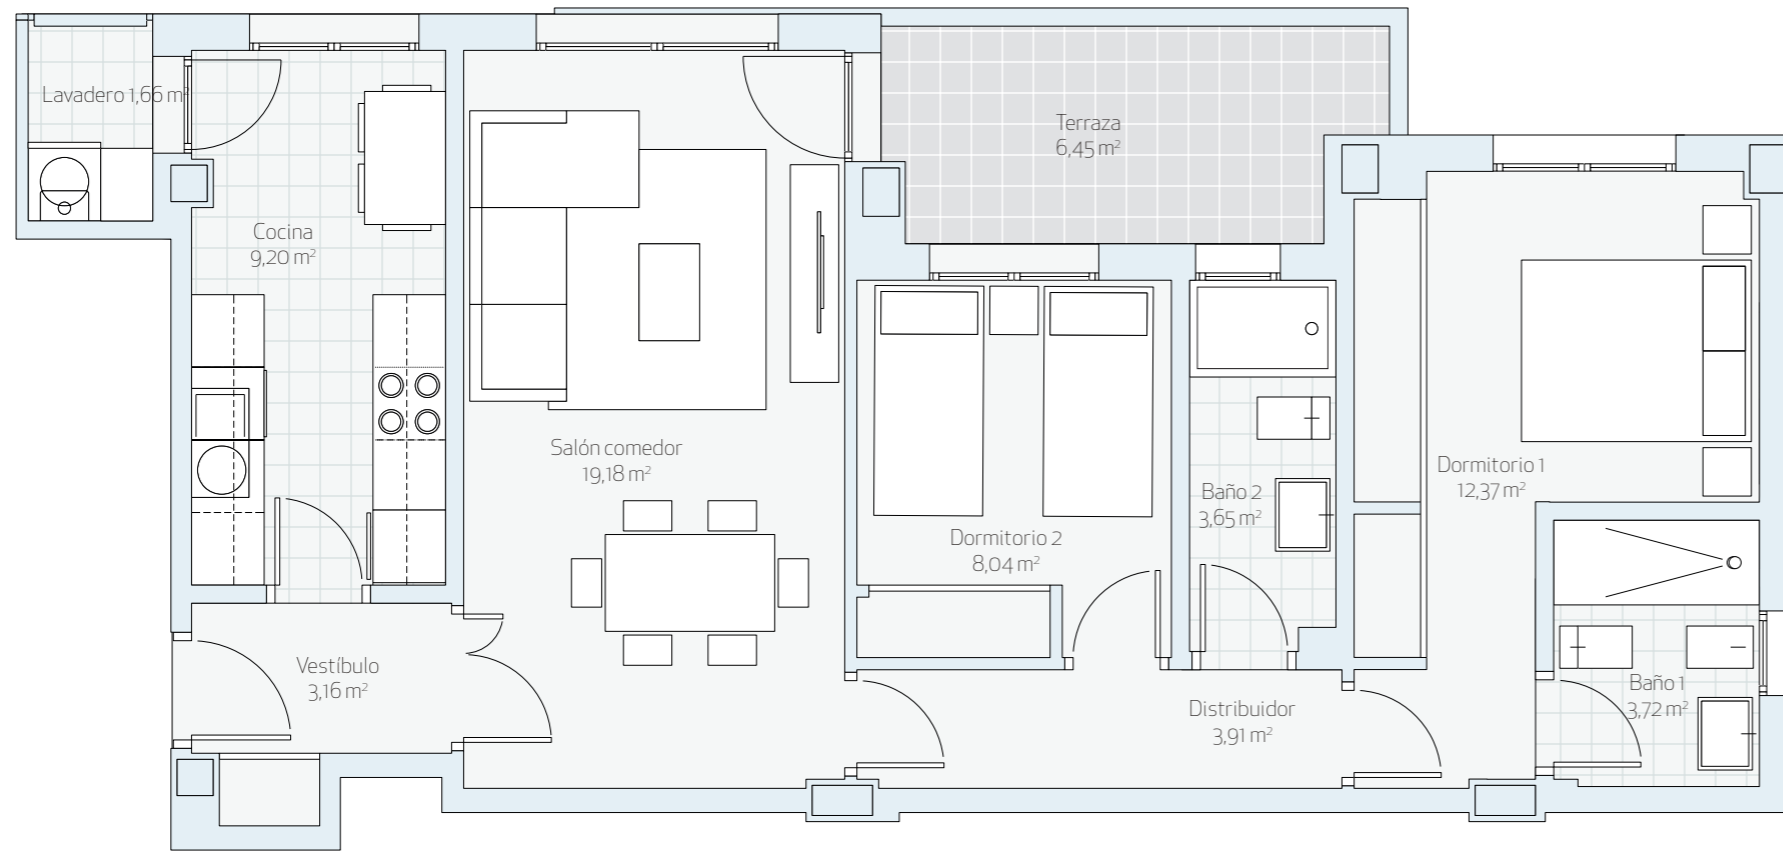 Lavadero 1,66 m²
Terraza
6,45 m²
Cocina
9,20 m²
Salón comedor
19,18 m²
Dormitorio 1
12,37 m²
Baño 2
3,65 m²
Dormitorio 2
8,04 m²
Vestíbulo
3,16 m²
Baño 1
3,72 m²
Distribuidor
3,91 m²